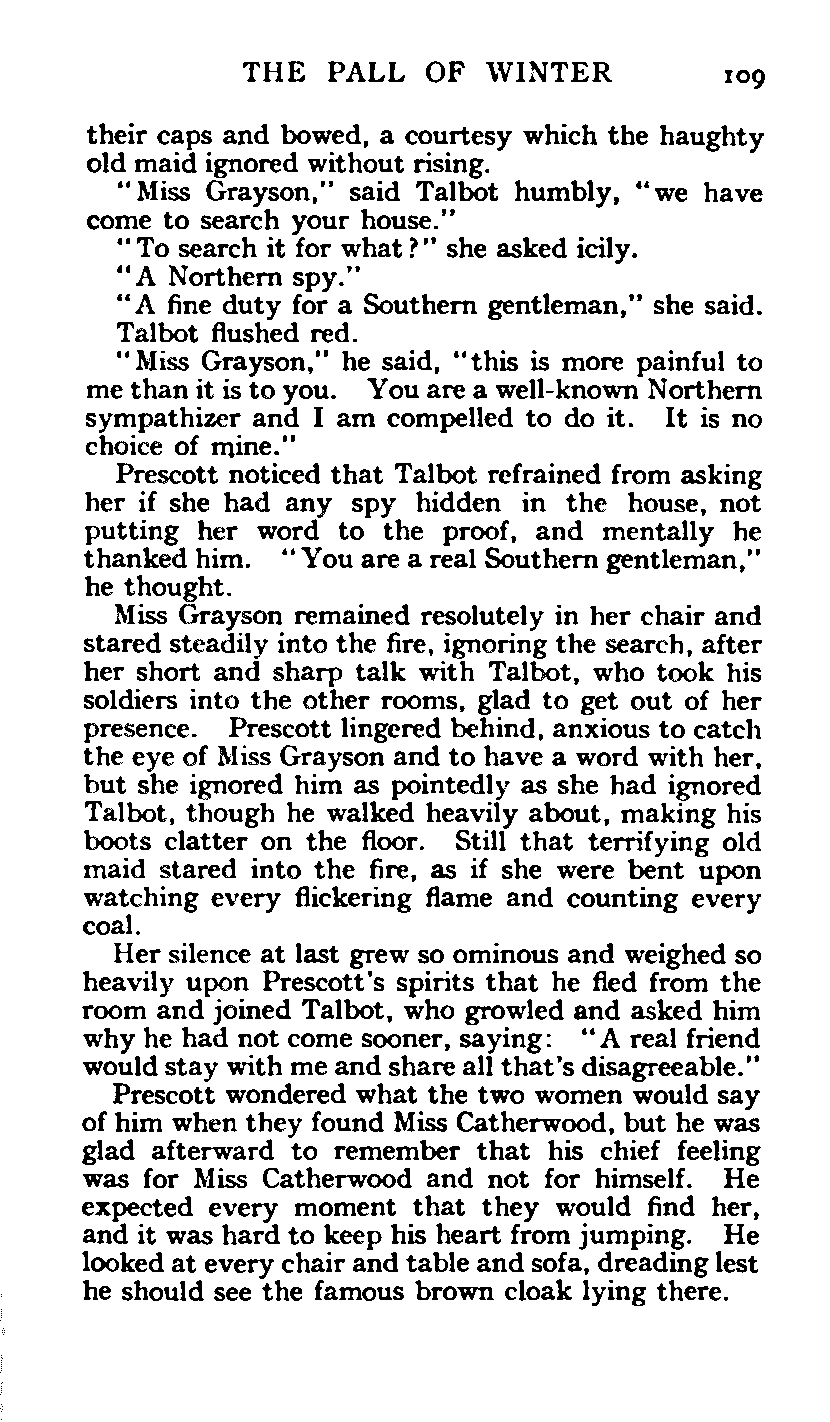 THE PALL OF WINTER 109
their caps and bowed, a courtesy which the haughty
old maid ignored without rising.
"Miss Grayson," said Talbot humbly, "we have
come to search your house."
"To search it for what?" she asked icily.
"A Northern spy."
"A fine duty for a Southern gentleman," she said.
Talbot flushed red.
"Miss Grayson," he said, "this is more painful to
me than it is to you. You are a well-known Northern
sympathizer and I am compelled to do it. It is no
choice of mine."
Prescott noticed that Talbot refrained from asking
her if she had any spy hidden in the house, not
putting her word to the proof, and mentally he
thanked him. "You are a real Southern gentleman,"
he thought.
Miss Grayson remained resolutely in her chair and
stared steadily into the fire, ignoring the search, after
her short and sharp talk with Talbot, who took his
soldiers into the other rooms, glad to get out of her
presence. Prescott lingered behind, anxious to catch
the eye of Miss Grayson and to have a word with her,
but she ignored him as pointedly as she had ignored
Talbot, though he walked heavily about, making his
boots clatter on the floor. Still that terrifying old
maid stared into the fire, as if she were bent upon
watching every flickering flame and counting every
coal.
Her silence at last grew so ominous and weighed so
heavily upon Prescott's spirits that he fled from the
room and joined Talbot, who growled and asked him
why he had not come sooner, saying: "A real friend
would stay with me and share all that's disagreeable."
Prescott wondered what the two women would say
of him when they found Miss Catherwood, but he was
glad afterward to remember that his chief feeling
was for Miss Catherwood and not for himself. He
expected every moment that they would find her,
and it was hard to keep his heart from jumping. He
looked at every chair and table and sofa, dreading lest
he should see the famous brown cloak lying there.